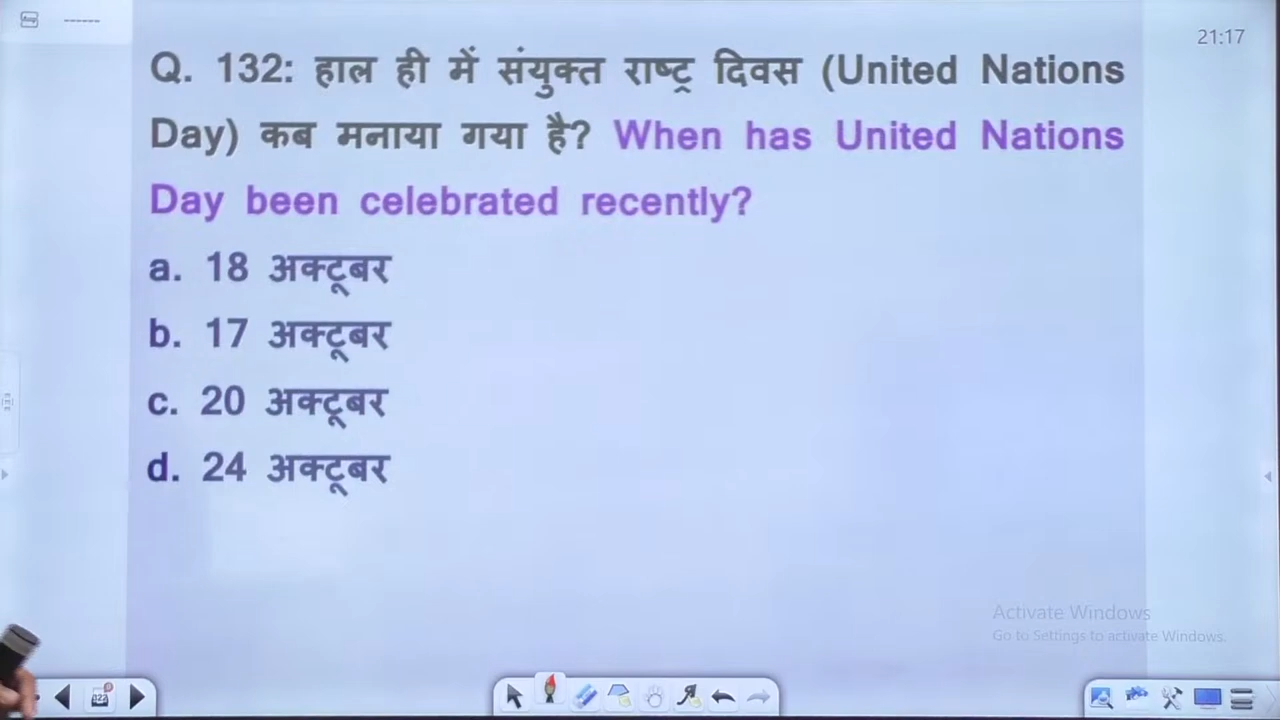 21:17
Q. 132: हाल ही में संयुक्त राष्ट्र दिवस (United Nations
Day) कब मनाया गया है? When has United Nations
Day been celebrated recently?
a. 18 अक्टूबर
b. 17 अक्टूबर
c. 20 अक्टूबर
d. 24 अक्टूबर
Activate Windows
Go to Settings to activate Windows.